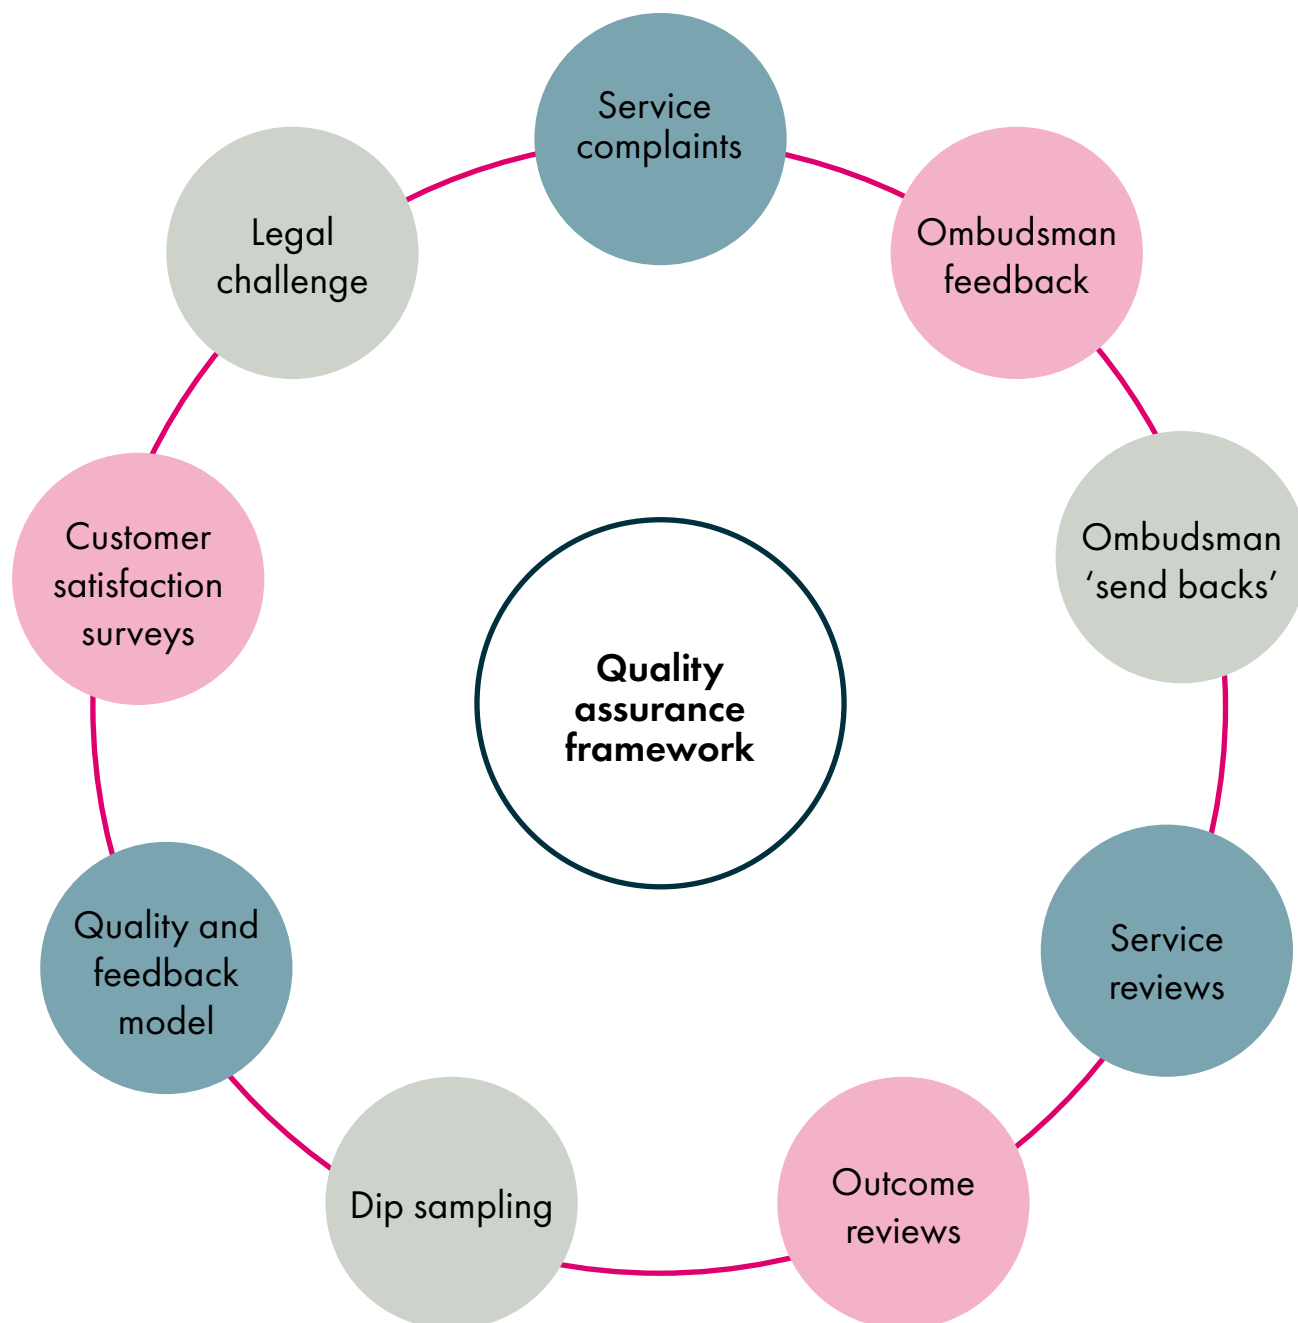 Service
complaints
Ombudsman
feedback
Ombudsman
‘send backs’
Service
reviews
Outcome
reviews
Dip sampling
Quality and
feedback
model
Customer
satisfaction
surveys
Legal
challenge
Quality
assurance
framework